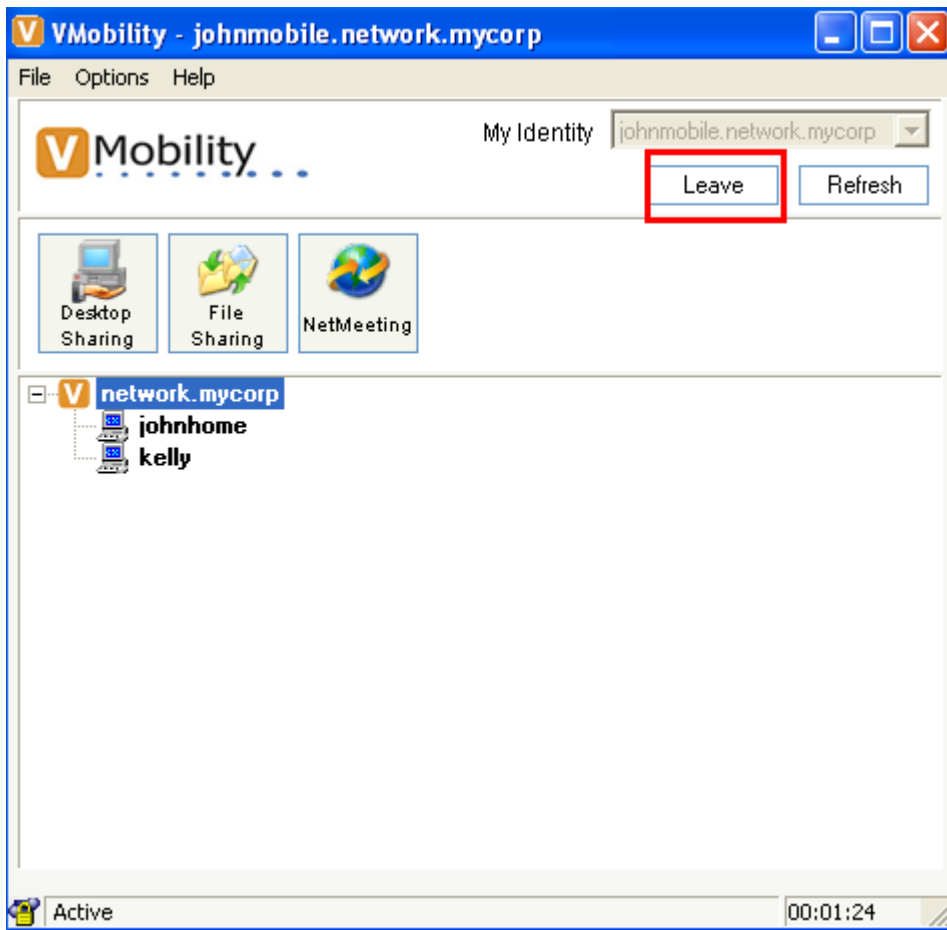 VMobility - johnmobile.network.mycorp
File Options Help
V Mobility
My Identity johnmobile.network.mycorp
Leave Refresh
Desktop Sharing
File Sharing
NetMeeting
V network.mycorp
johnhome
kelly
Active 00:01:24